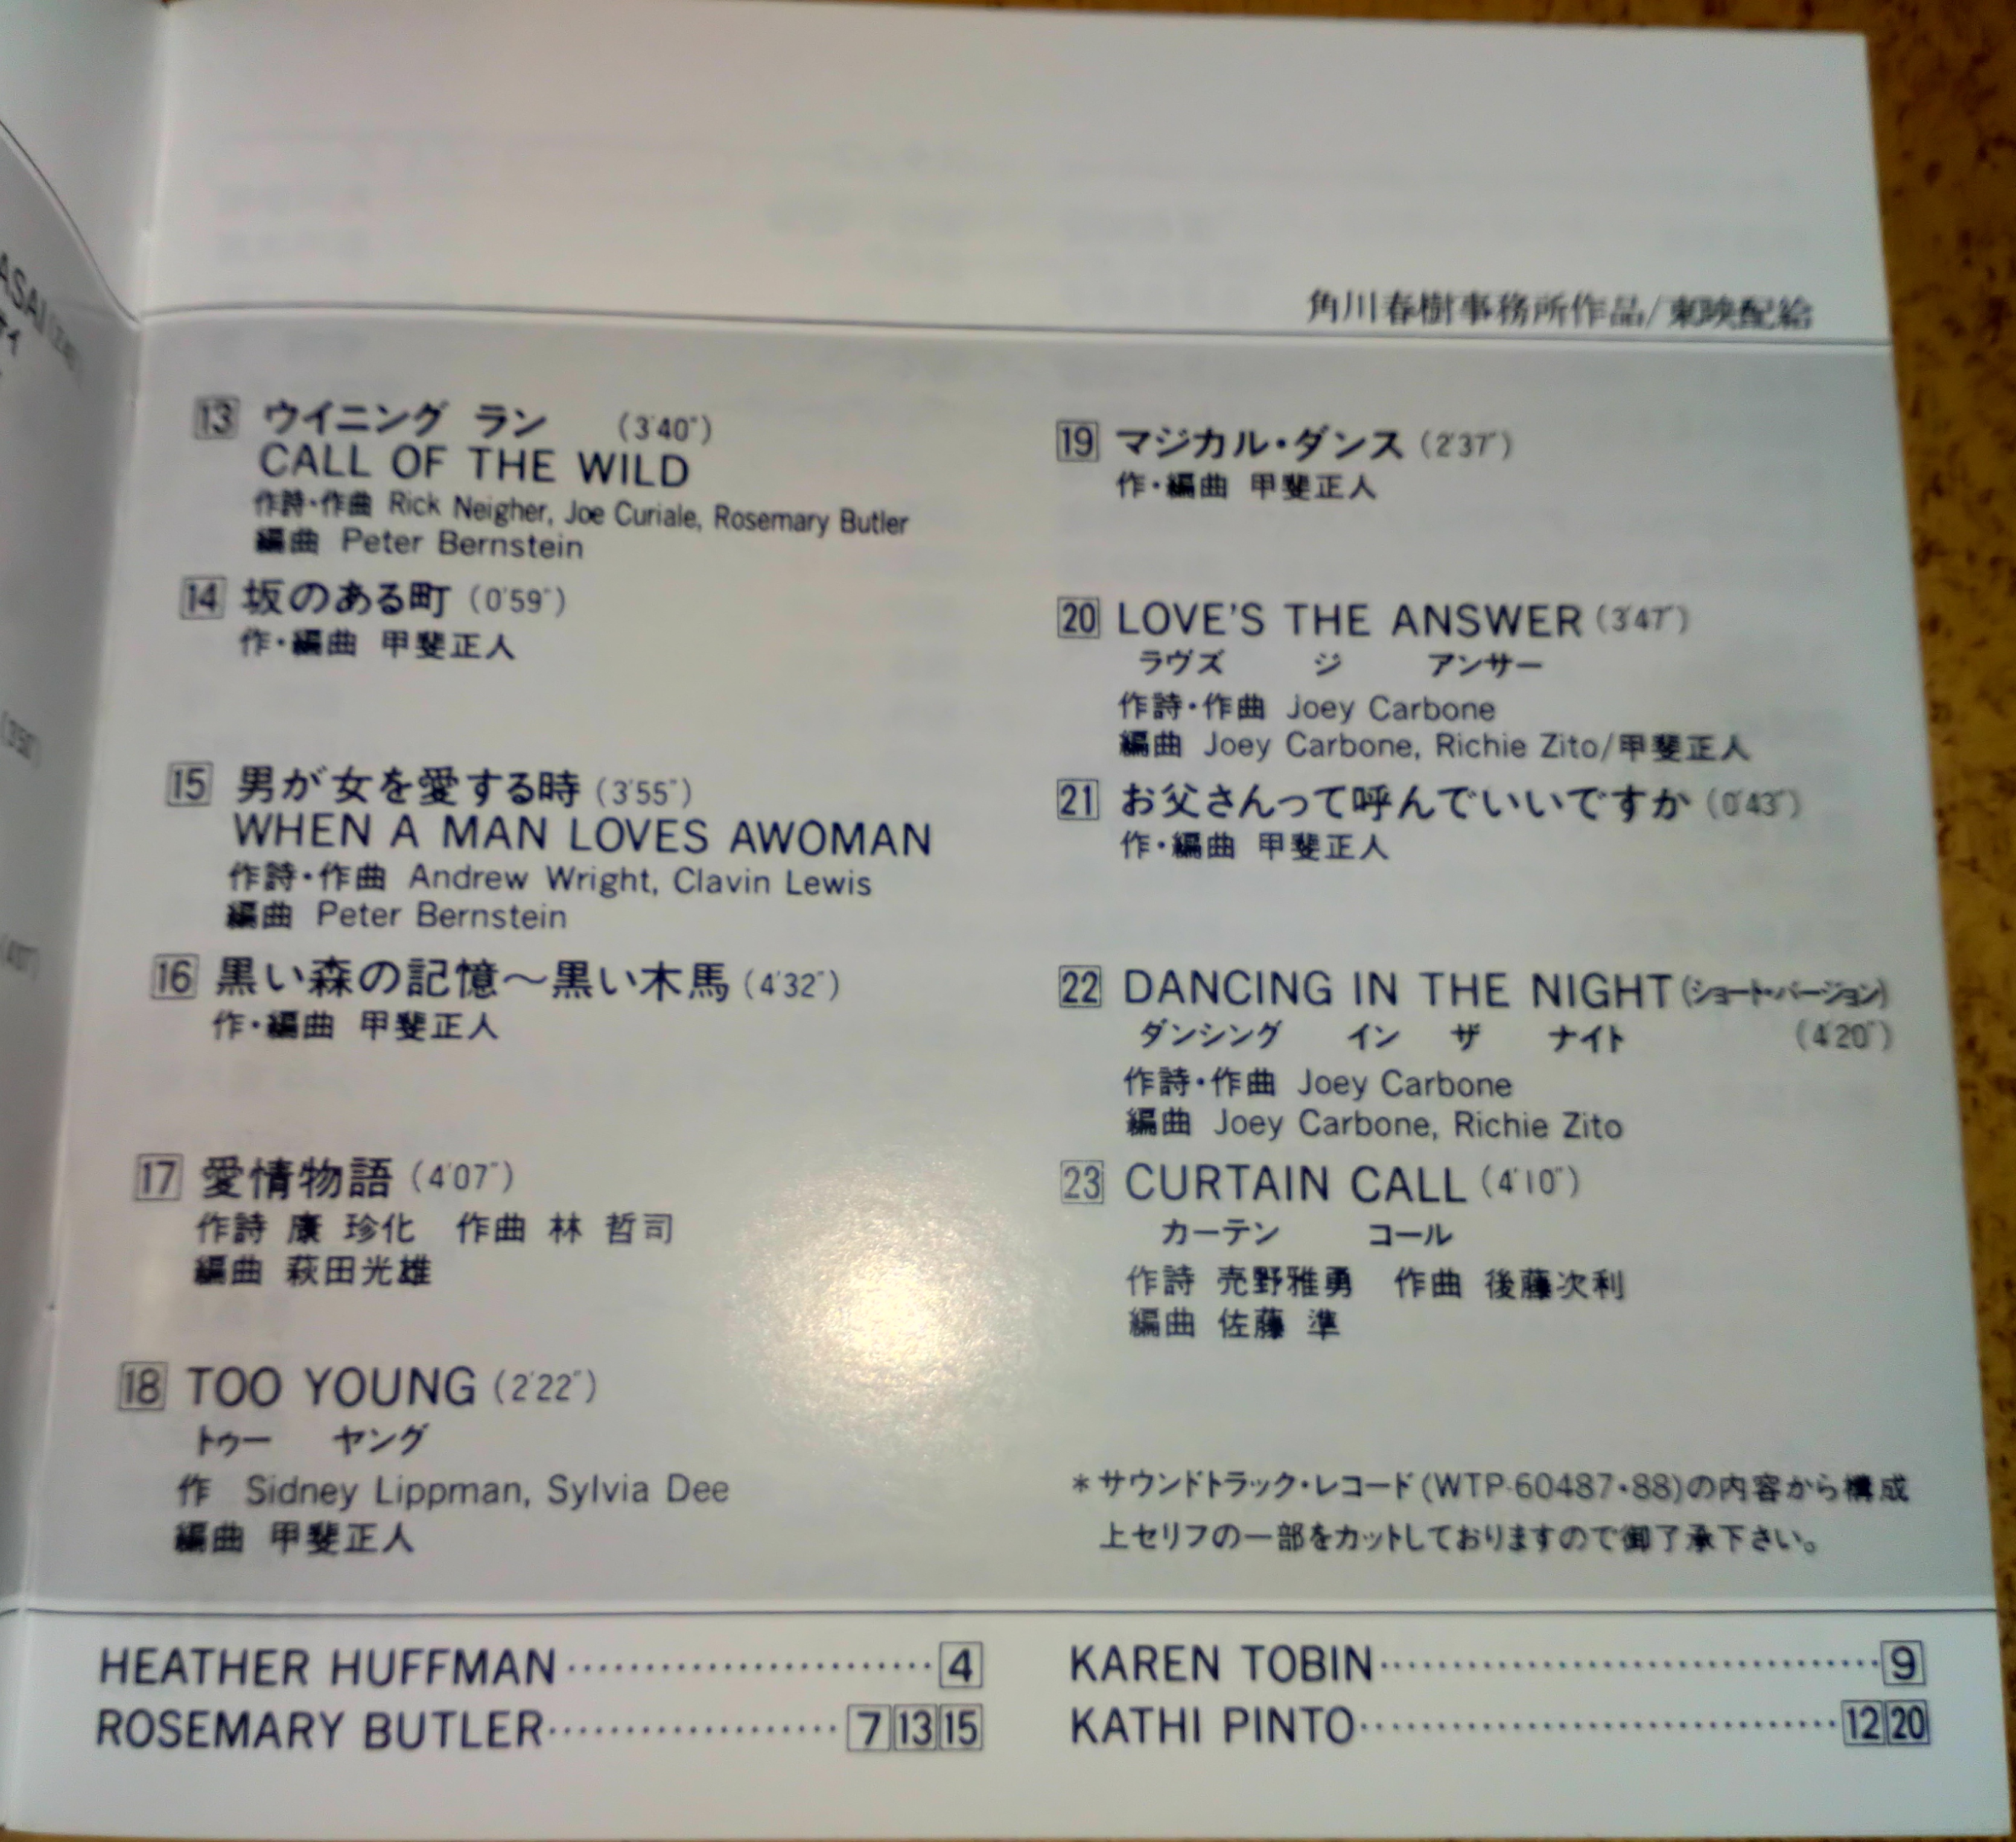 ASAI
角川春樹事務所作品/東映配給
13 ウイニング ラン (3'40")
CALL OF THE WILD
作詩・作曲 Rick Neigher, Joe Curiale, Rosemary Butler
編曲 Peter Bernstein
14 坂のある町 (0'59")
作・編曲 甲斐正人
15 男が女を愛する時 (3'55")
WHEN A MAN LOVES AWOMAN
作詩・作曲 Andrew Wright, Clavin Lewis
編曲 Peter Bernstein
16 黒い森の記憶〜黒い木馬 (4'32")
作・編曲 甲斐正人
17 愛情物語 (4'07")
作詩 康 珍化 作曲 林 哲司
編曲 萩田光雄
18 TOO YOUNG (2'22")
トゥー ヤング
作 Sidney Lippman, Sylvia Dee
編曲 甲斐正人
19 マジカル・ダンス (2'37")
作・編曲 甲斐正人
20 LOVE'S THE ANSWER (3'47")
ラヴズ ジ アンサー
作詩・作曲 Joey Carbone
編曲 Joey Carbone, Richie Zito/甲斐正人
21 お父さんって呼んでいいですか (0'43")
作・編曲 甲斐正人
22 DANCING IN THE NIGHT (ショート・バージョン)
ダンシング イン ザ ナイト (4'20")
作詩・作曲 Joey Carbone
編曲 Joey Carbone, Richie Zito
23 CURTAIN CALL (4'10")
カーテン コール
作詩 売野雅勇 作曲 後藤次利
編曲 佐藤 準
*サウンドトラック・レコード(WTP-60487・88)の内容から構成
上セリフの一部をカットしておりますので御了承下さい。
HEATHER HUFFMAN 4
ROSEMARY BUTLER 7 13 15
KAREN TOBIN 9
KATHI PINTO 12 20